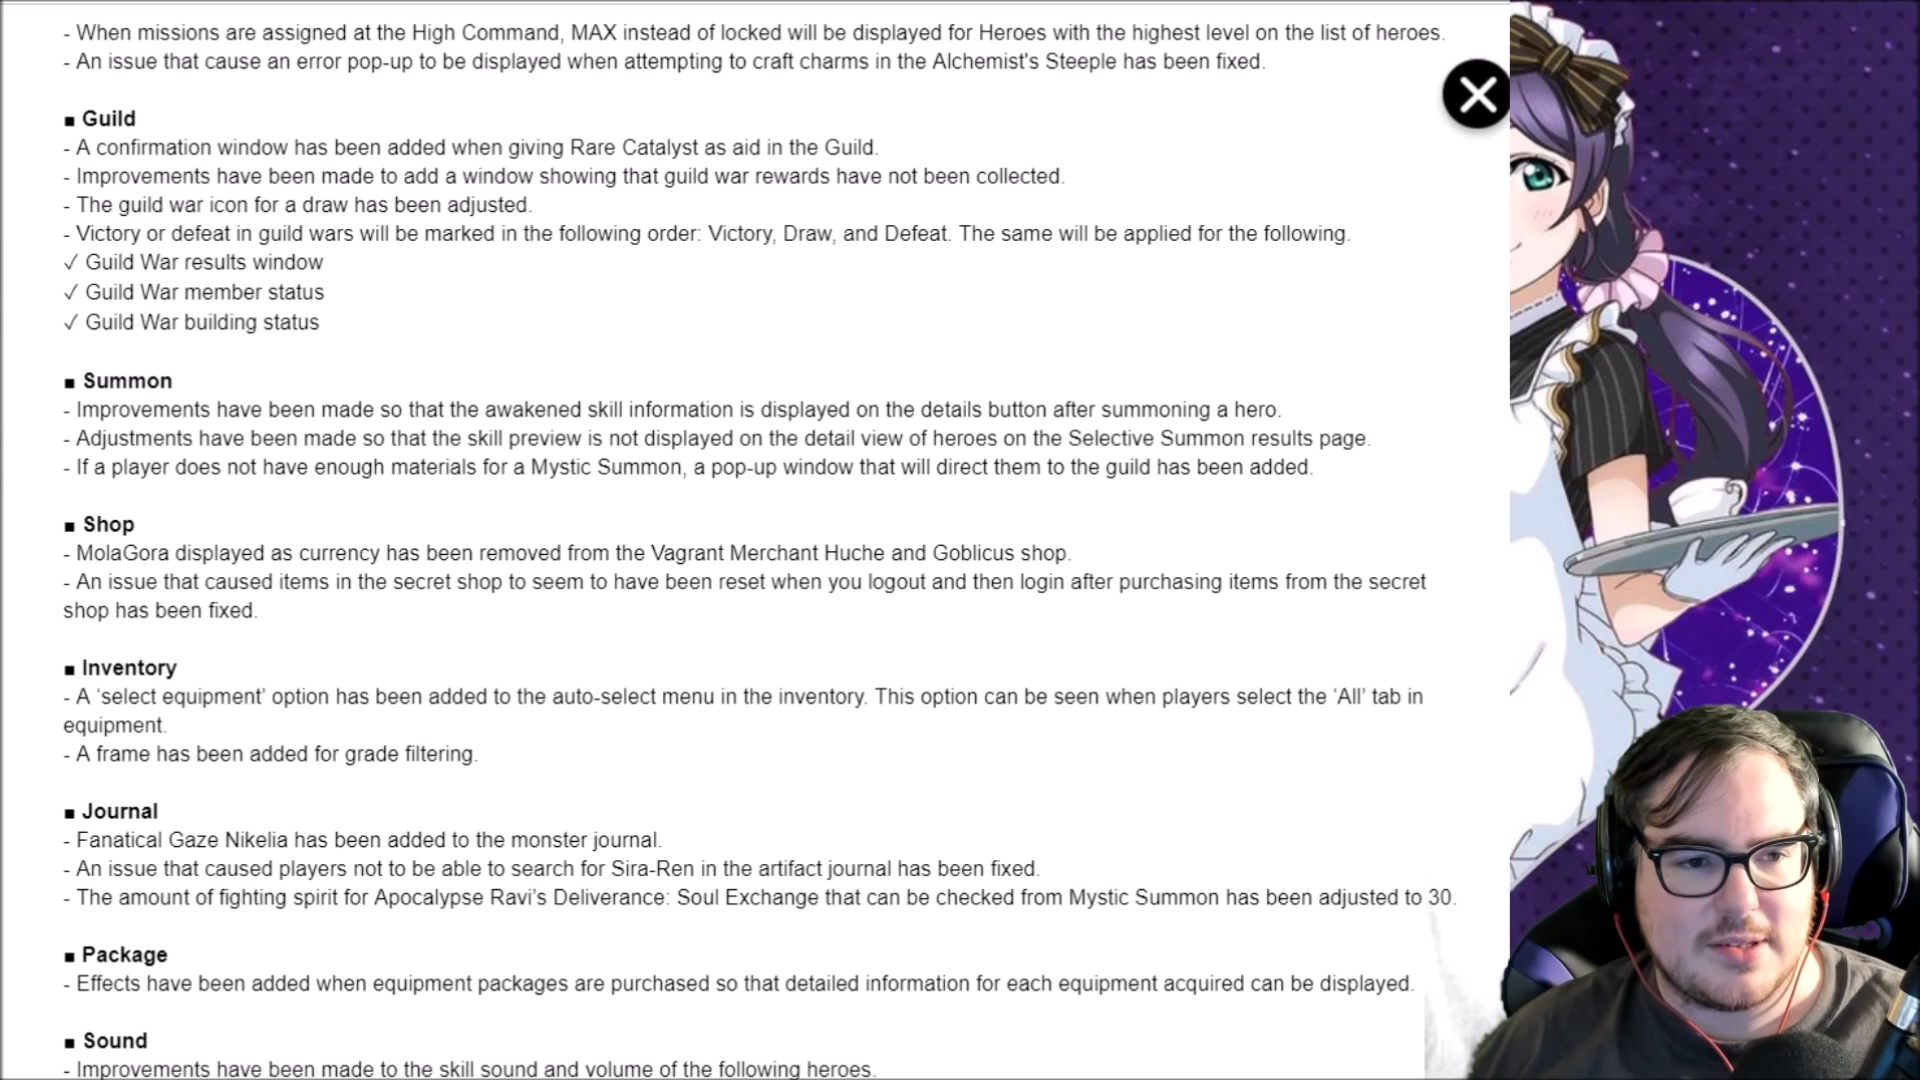 - When missions are assigned at the High Command, MAX instead of locked will be displayed for Heroes with the highest level on the list of heroes.
- An issue that cause an error pop-up to be displayed when attempting to craft charms in the Alchemist's Steeple has been fixed.
■ Guild
- A confirmation window has been added when giving Rare Catalyst as aid in the Guild.
- Improvements have been made to add a window showing that guild war rewards have not been collected.
- The guild war icon for a draw has been adjusted.
- Victory or defeat in guild wars will be marked in the following order: Victory, Draw, and Defeat. The same will be applied for the following.
✓ Guild War results window
✓ Guild War member status
✓ Guild War building status
■ Summon
- Improvements have been made so that the awakened skill information is displayed on the details button after summoning a hero.
- Adjustments have been made so that the skill preview is not displayed on the detail view of heroes on the Selective Summon results page.
- If a player does not have enough materials for a Mystic Summon, a pop-up window that will direct them to the guild has been added.
■ Shop
- MolaGora displayed as currency has been removed from the Vagrant Merchant Huche and Goblicus shop.
- An issue that caused items in the secret shop to seem to have been reset when you logout and then login after purchasing items from the secret
shop has been fixed.
■ Inventory
- A ‘select equipment’ option has been added to the auto-select menu in the inventory. This option can be seen when players select the ‘All’ tab in
equipment.
- A frame has been added for grade filtering.
■ Journal
- Fanatical Gaze Nikelia has been added to the monster journal.
- An issue that caused players not to be able to search for Sira-Ren in the artifact journal has been fixed.
- The amount of fighting spirit for Apocalypse Ravi’s Deliverance: Soul Exchange that can be checked from Mystic Summon has been adjusted to 30.
■ Package
- Effects have been added when equipment packages are purchased so that detailed information for each equipment acquired can be displayed.
■ Sound
- Improvements have been made to the skill sound and volume of the following heroes.